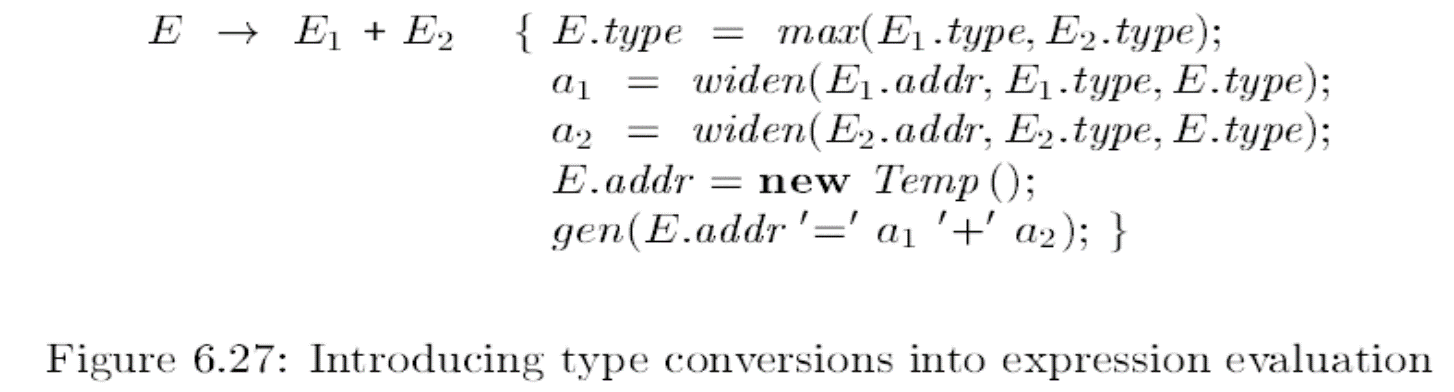 E → E₁ + E₂ { E.type = max(E₁.type, E₂.type);
a₁ = widen(E₁.addr, E₁.type, E.type);
a₂ = widen(E₂.addr, E₂.type, E.type);
E.addr = new Temp();
gen(E.addr '=' a₁ '+' a₂); }
Figure 6.27: Introducing type conversions into expression evaluation